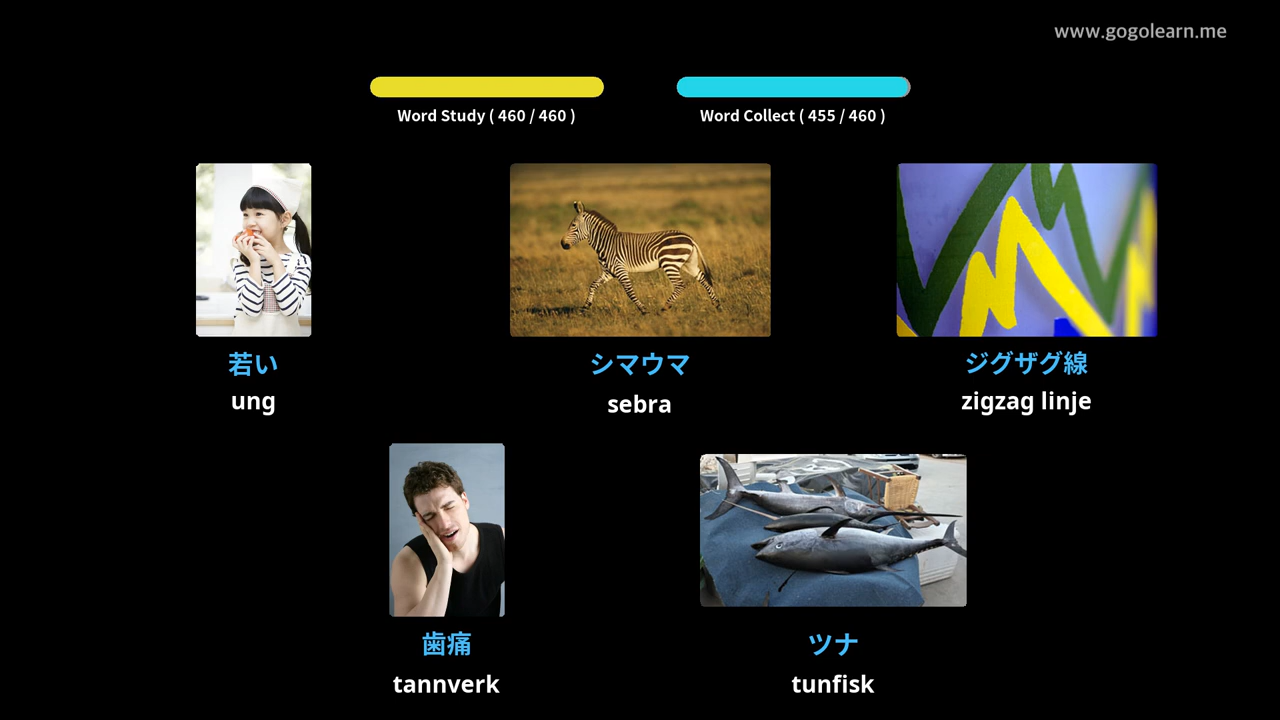 www.gogolearn.me
Word Study ( 460 / 460 )
Word Collect ( 455 / 460 )
若い
ung
シマウマ
sebra
ジグザグ線
zigzag linje
歯痛
tannverk
ツナ
tunfisk